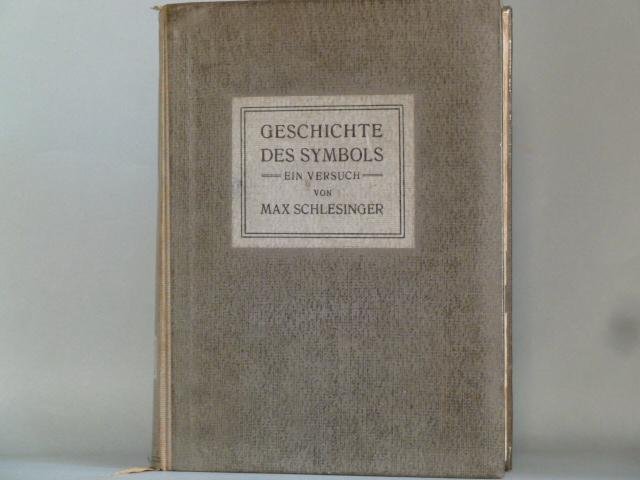 GESCHICHTE
DES SYMBOLS
EIN VERSUCH
VON
MAX SCHLESINGER